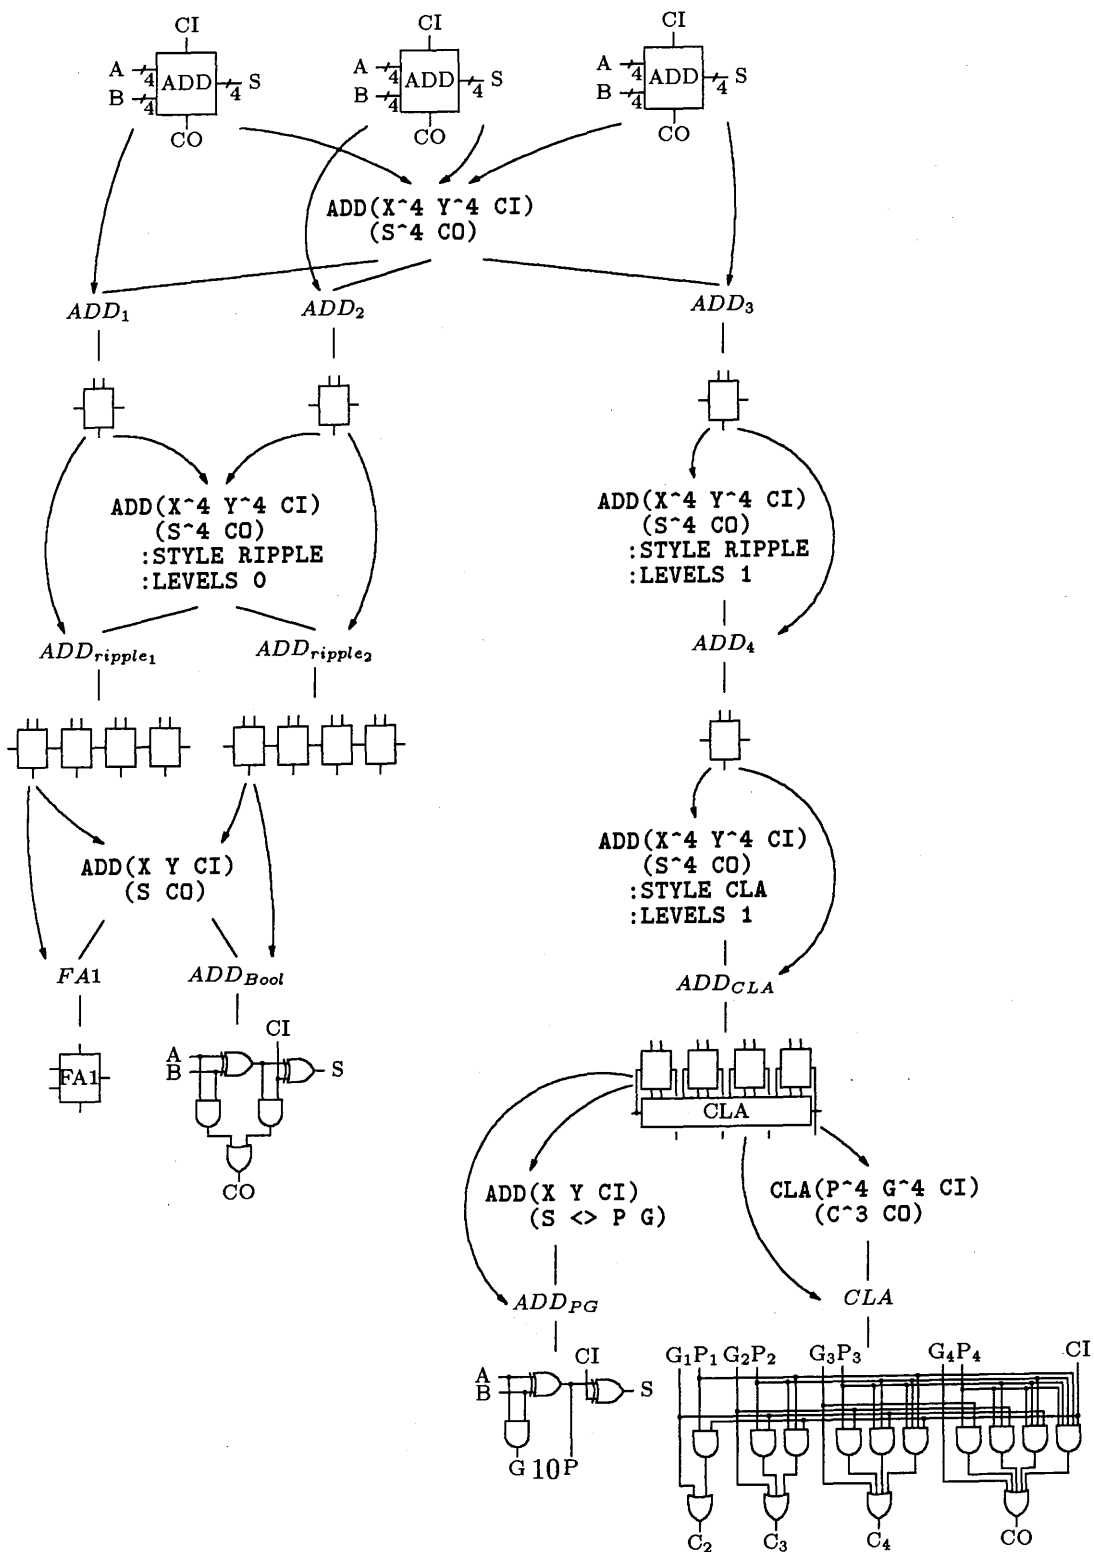 CI CI CI
A 4 ADD 4 S A 4 ADD 4 S A 4 ADD 4 S
B 4 B 4 B 4
CO CO CO
ADD(X^4 Y^4 CI)
(S^4 CO)
ADD1 ADD2 ADD3
ADD(X^4 Y^4 CI) ADD(X^4 Y^4 CI)
(S^4 CO) (S^4 CO)
:STYLE RIPPLE :STYLE RIPPLE
:LEVELS 0 :LEVELS 1
ADDripple1 ADDripple2 ADD4
ADD(X Y CI) ADD(X^4 Y^4 CI)
(S CO) (S^4 CO)
:STYLE CLA
:LEVELS 1
FA1 ADDBool ADDCLA
CI
A
B S
FA1
CO
CLA
ADD(X Y CI) CLA(P^4 G^4 CI)
(S <> P G) (C^3 CO)
ADDPG CLA
A CI S
B
G 10 P
G1P1 G2P2 G3P3 G4P4 CI
C2 C3 C4 CO